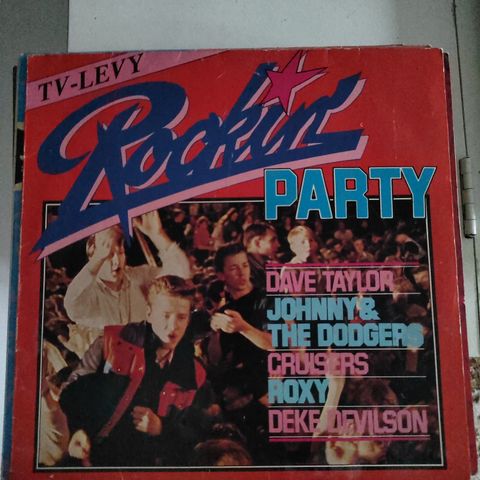 TV-LEVY
Rockin'
PARTY
DAVE TAYLOR
JOHNNY &
THE DODGERS
CRUISERS
ROXY
DEKE DEVILSON